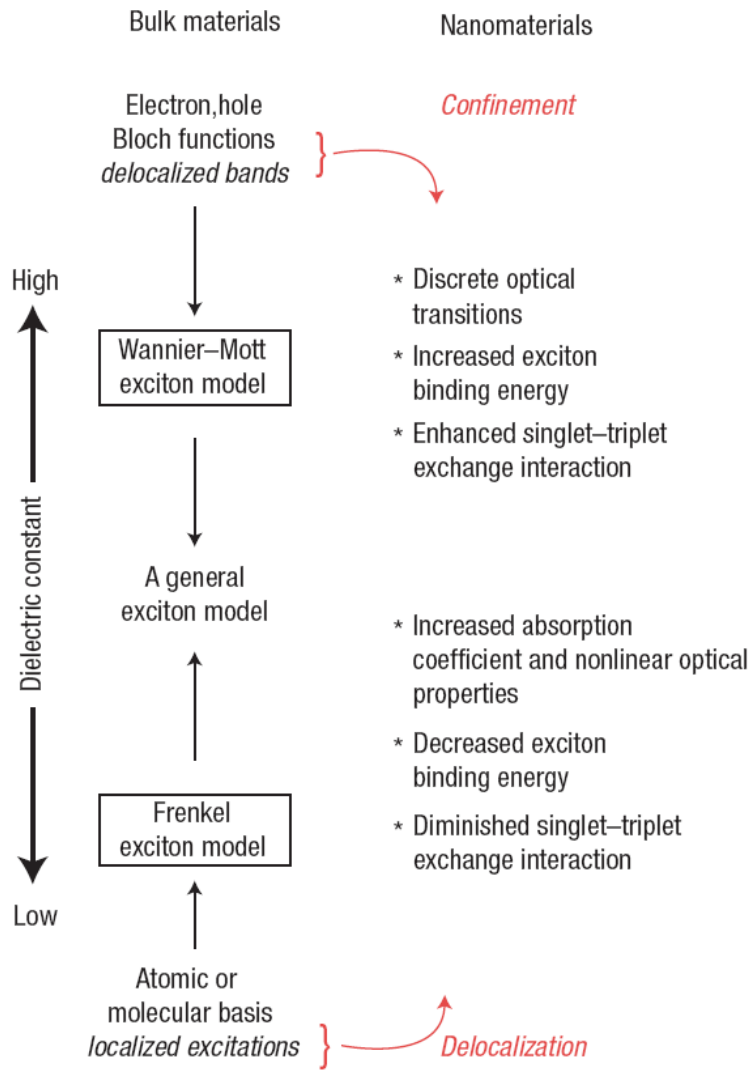 Bulk materials
Nanomaterials
Electron,hole
Bloch functions
delocalized bands
Confinement
High
Wannier–Mott
exciton model
* Discrete optical
transitions
* Increased exciton
binding energy
* Enhanced singlet–triplet
exchange interaction
Dielectric constant
A general
exciton model
* Increased absorption
coefficient and nonlinear optical
properties
* Decreased exciton
binding energy
* Diminished singlet–triplet
exchange interaction
Frenkel
exciton model
Low
Atomic or
molecular basis
localized excitations
Delocalization